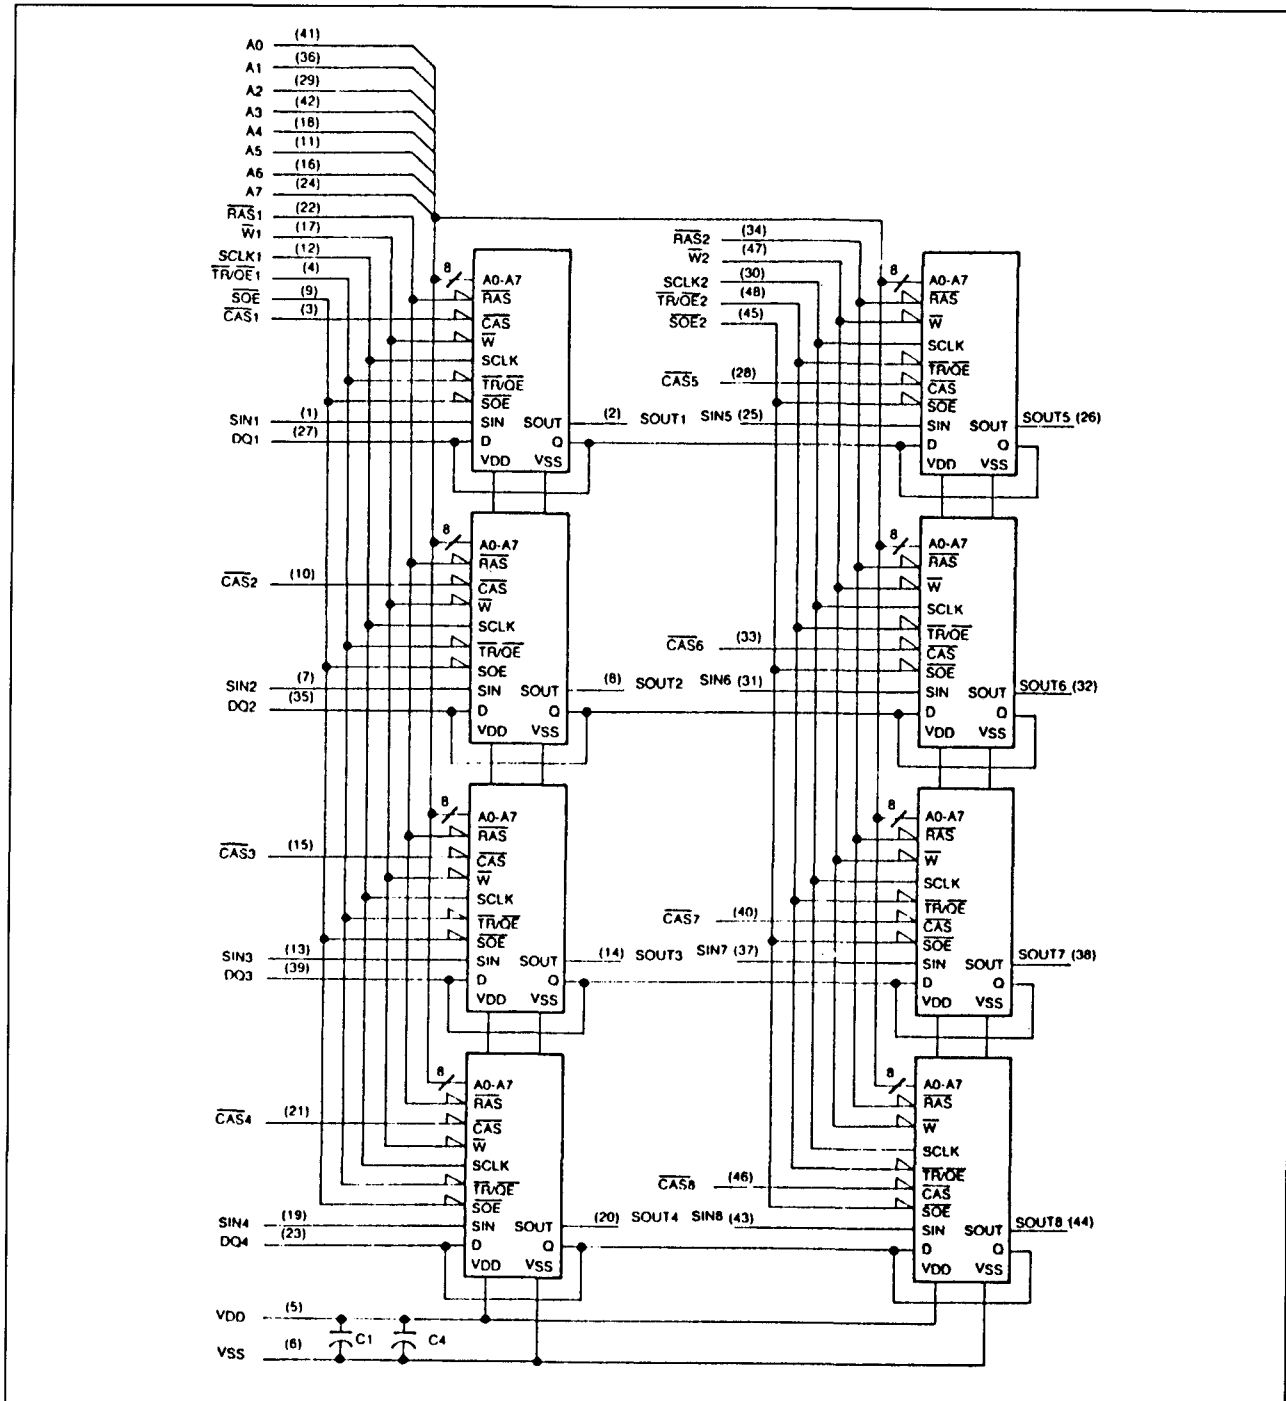 A0 (41)
A1 (36)
A2 (29)
A3 (42)
A4 (18)
A5 (11)
A6 (16)
A7 (24)
RAS1 (22)
W1 (17)
SCLK1 (12)
TR/OE1 (4)
SOE (9)
CAS1 (3)
SIN1 (1)
DQ1 (27)
8
A0-A7
RAS
CAS
W
SCLK
TR/OE
SOE
SIN SOUT
D Q
VDD VSS
(2) SOUT1
RAS2 (34)
W2 (47)
SCLK2 (30)
TR/OE2 (48)
SOE2 (45)
CAS5 (28)
SIN5 (25)
8
A0-A7
RAS
W
SCLK
TR/OE
CAS
SOE
SIN SOUT
D Q
VDD VSS
SOUT5 (26)
CAS2 (10)
SIN2 (7)
DQ2 (35)
8
A0-A7
RAS
CAS
W
SCLK
TR/OE
SOE
SIN SOUT
D Q
VDD VSS
(8) SOUT2
CAS6 (33)
SIN6 (31)
8
A0-A7
RAS
W
SCLK
TR/OE
CAS
SOE
SIN SOUT
D Q
VDD VSS
SOUT6 (32)
CAS3 (15)
SIN3 (13)
DQ3 (39)
8
A0-A7
RAS
CAS
W
SCLK
TR/OE
SOE
SIN SOUT
D Q
VDD VSS
(14) SOUT3
CAS7 (40)
SIN7 (37)
8
A0-A7
RAS
W
SCLK
TR/OE
CAS
SOE
SIN SOUT
D Q
VDD VSS
SOUT7 (38)
CAS4 (21)
SIN4 (19)
DQ4 (23)
8
A0-A7
RAS
CAS
W
SCLK
TR/OE
SOE
SIN SOUT
D Q
VDD VSS
(20) SOUT4
CAS8 (46)
SIN8 (43)
8
A0-A7
RAS
W
SCLK
TR/OE
CAS
SOE
SIN SOUT
D Q
VDD VSS
SOUT8 (44)
VDD (5)
C1 C4
VSS (6)